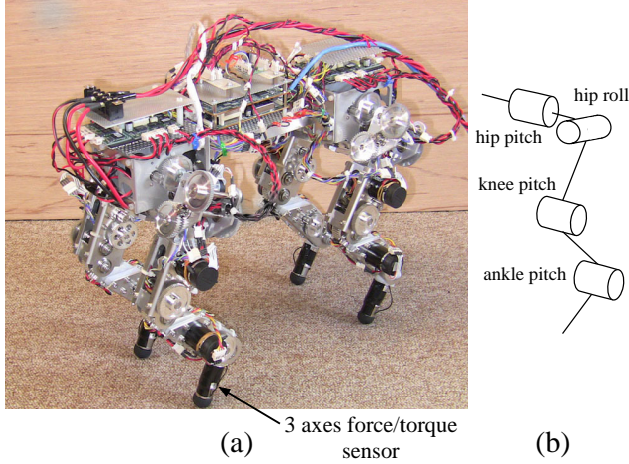 hip roll
hip pitch
knee pitch
ankle pitch
3 axes force/torque
sensor
(a)
(b)